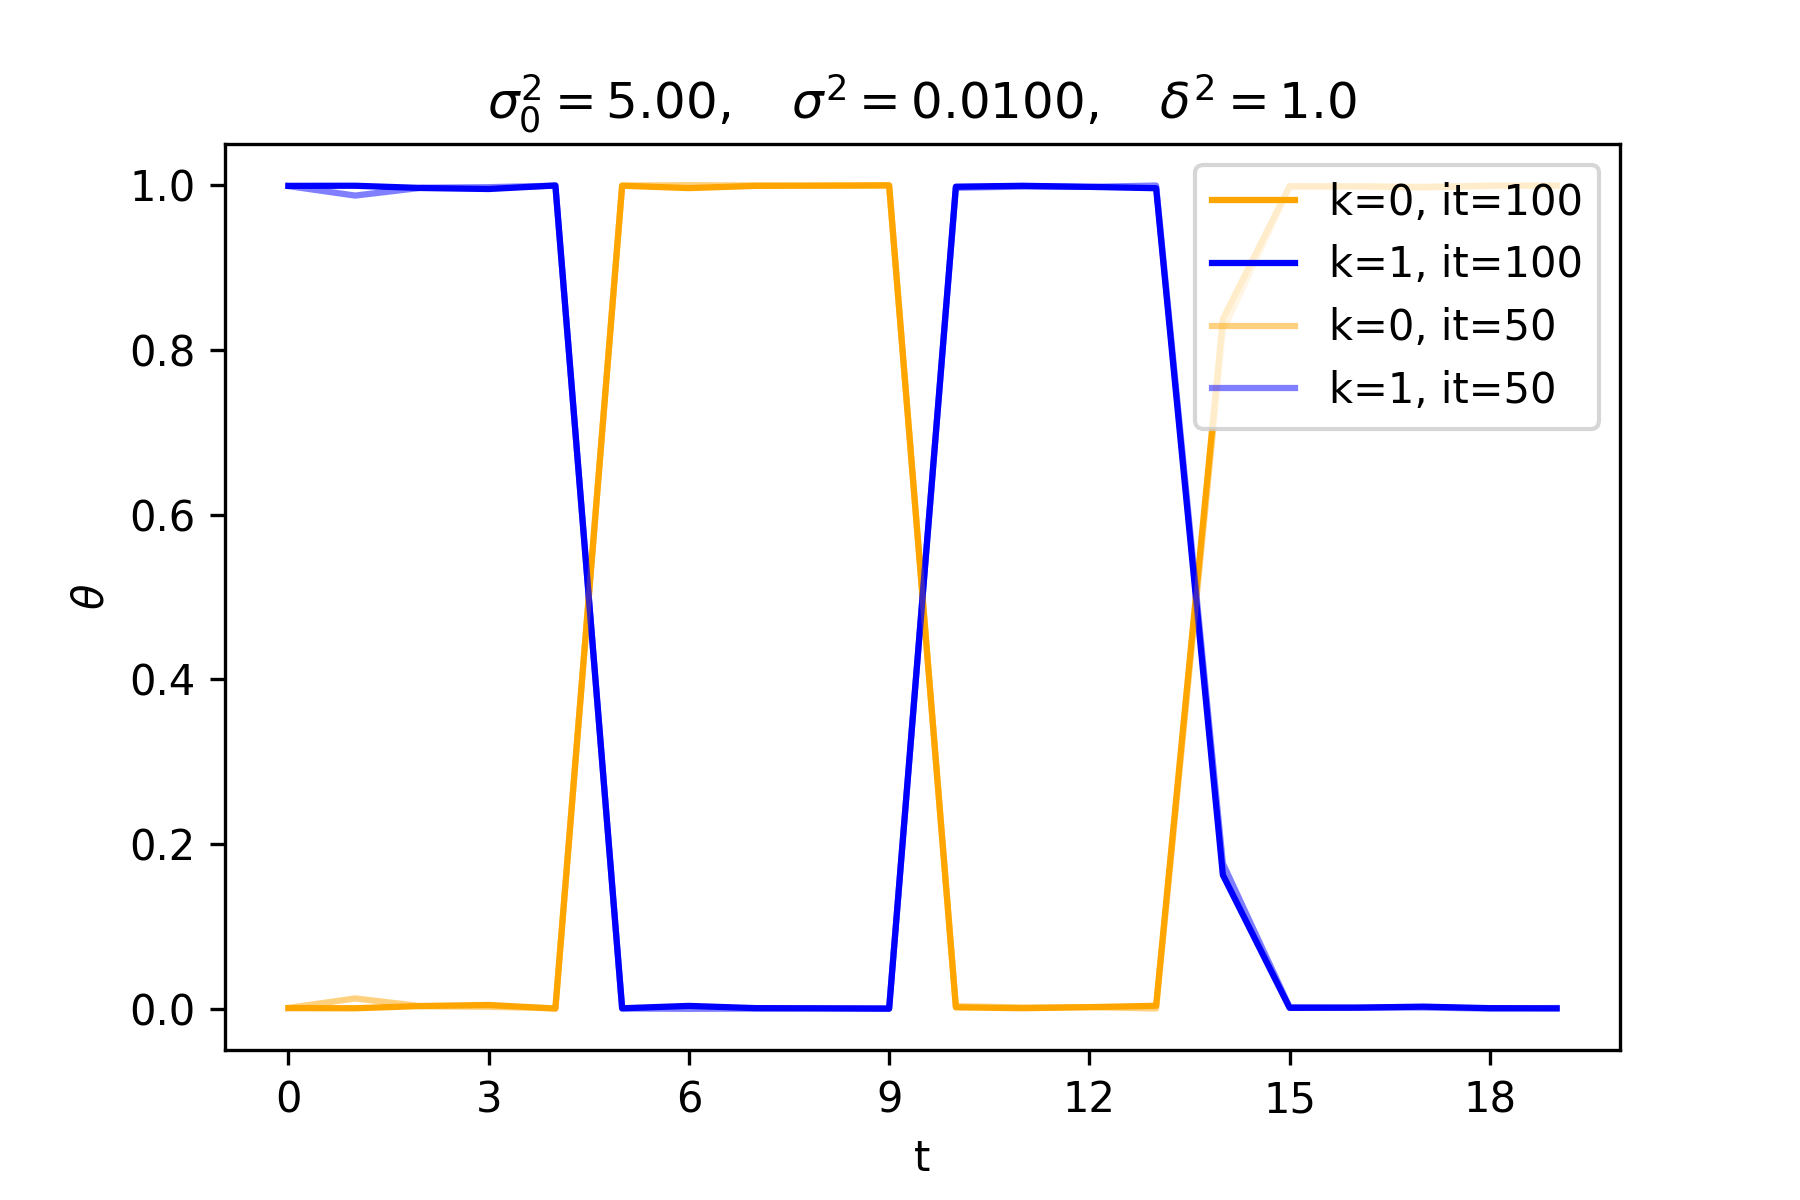 σ₀² = 5.00, σ² = 0.0100, δ² = 1.0
1.0
0.8
0.6
0.4
0.2
0.0
θ
k=0, it=100
k=1, it=100
k=0, it=50
k=1, it=50
0 3 6 9 12 15 18
t